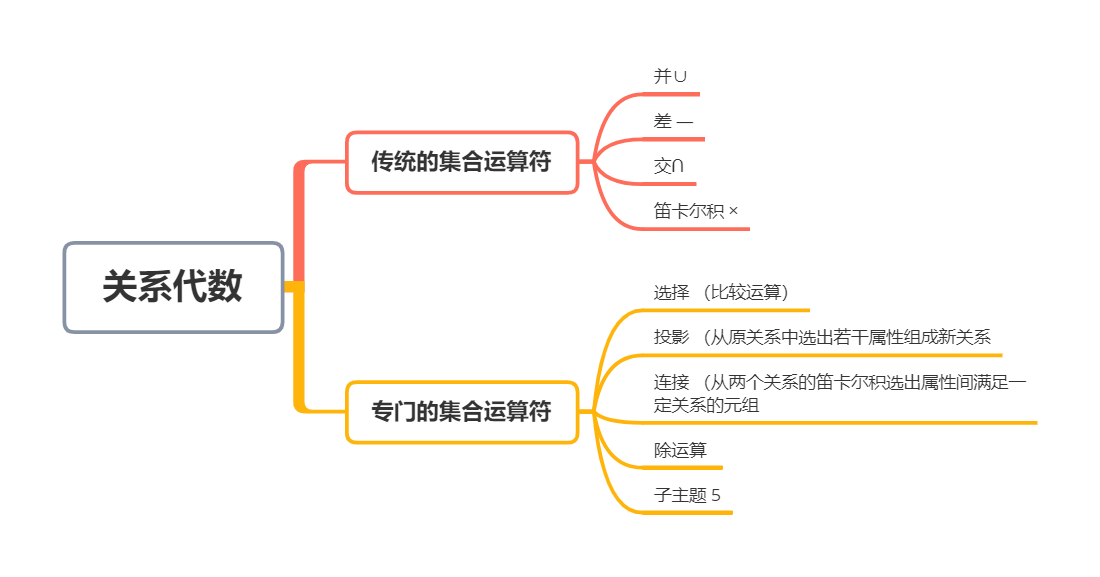 关系代数
传统的集合运算符
并∪
差 —
交∩
笛卡尔积 ×
专门的集合运算符
选择 （比较运算）
投影 （从原关系中选出若干属性组成新关系
连接 （从两个关系的笛卡尔积选出属性间满足一
定关系的元组
除运算
子主题 5